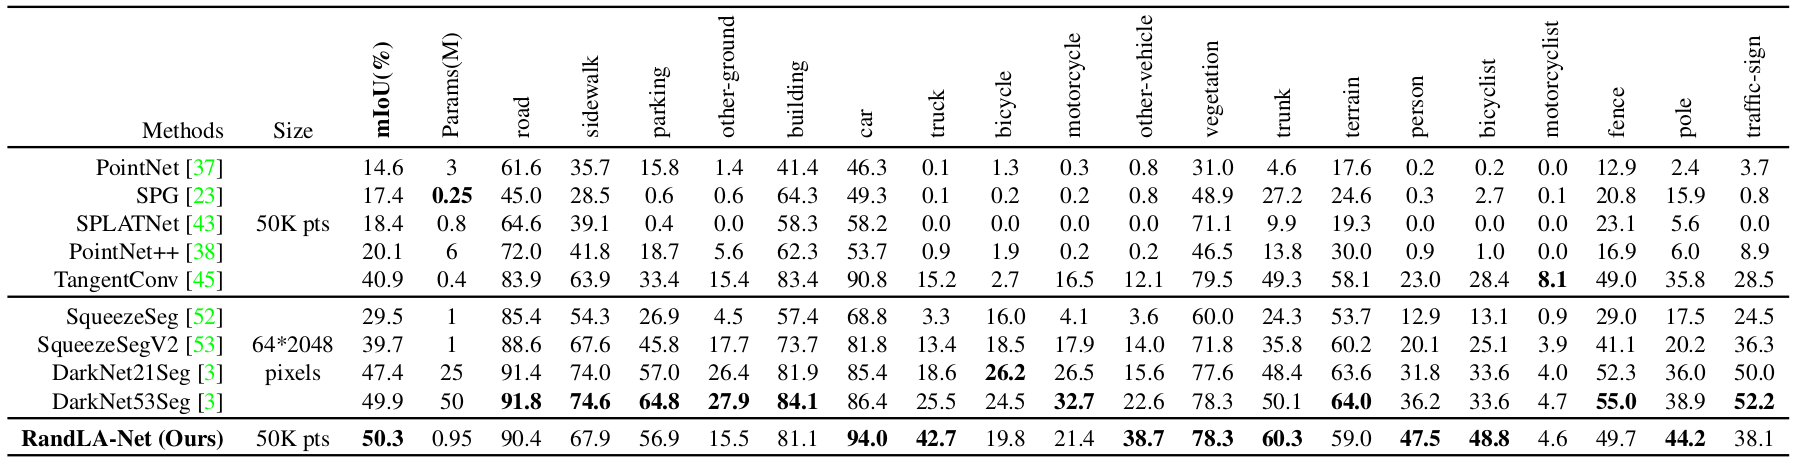 Methods Size mIoU(%) Params(M) road sidewalk parking other-ground building car truck bicycle motorcycle other-vehicle vegetation trunk terrain person bicyclist motorcyclist fence pole traffic-sign
PointNet [37] 14.6 3 61.6 35.7 15.8 1.4 41.4 46.3 0.1 1.3 0.3 0.8 31.0 4.6 17.6 0.2 0.2 0.0 12.9 2.4 3.7
SPG [23] 17.4 0.25 45.0 28.5 0.6 0.6 64.3 49.3 0.1 0.2 0.2 0.8 48.9 27.2 24.6 0.3 2.7 0.1 20.8 15.9 0.8
SPLATNet [43] 50K pts 18.4 0.8 64.6 39.1 0.4 0.0 58.3 58.2 0.0 0.0 0.0 0.0 71.1 9.9 19.3 0.0 0.0 0.0 23.1 5.6 0.0
PointNet++ [38] 20.1 6 72.0 41.8 18.7 5.6 62.3 53.7 0.9 1.9 0.2 0.2 46.5 13.8 30.0 0.9 1.0 0.0 16.9 6.0 8.9
TangentConv [45] 40.9 0.4 83.9 63.9 33.4 15.4 83.4 90.8 15.2 2.7 16.5 12.1 79.5 49.3 58.1 23.0 28.4 8.1 49.0 35.8 28.5
SqueezeSeg [52] 29.5 1 85.4 54.3 26.9 4.5 57.4 68.8 3.3 16.0 4.1 3.6 60.0 24.3 53.7 12.9 13.1 0.9 29.0 17.5 24.5
SqueezeSegV2 [53] 64*2048 39.7 1 88.6 67.6 45.8 17.7 73.7 81.8 13.4 18.5 17.9 14.0 71.8 35.8 60.2 20.1 25.1 3.9 41.1 20.2 36.3
DarkNet21Seg [3] pixels 47.4 25 91.4 74.0 57.0 26.4 81.9 85.4 18.6 26.2 26.5 15.6 77.6 48.4 63.6 31.8 33.6 4.0 52.3 36.0 50.0
DarkNet53Seg [3] 49.9 50 91.8 74.6 64.8 27.9 84.1 86.4 25.5 24.5 32.7 22.6 78.3 50.1 64.0 36.2 33.6 4.7 55.0 38.9 52.2
RandLA-Net (Ours) 50K pts 50.3 0.95 90.4 67.9 56.9 15.5 81.1 94.0 42.7 19.8 21.4 38.7 78.3 60.3 59.0 47.5 48.8 4.6 49.7 44.2 38.1